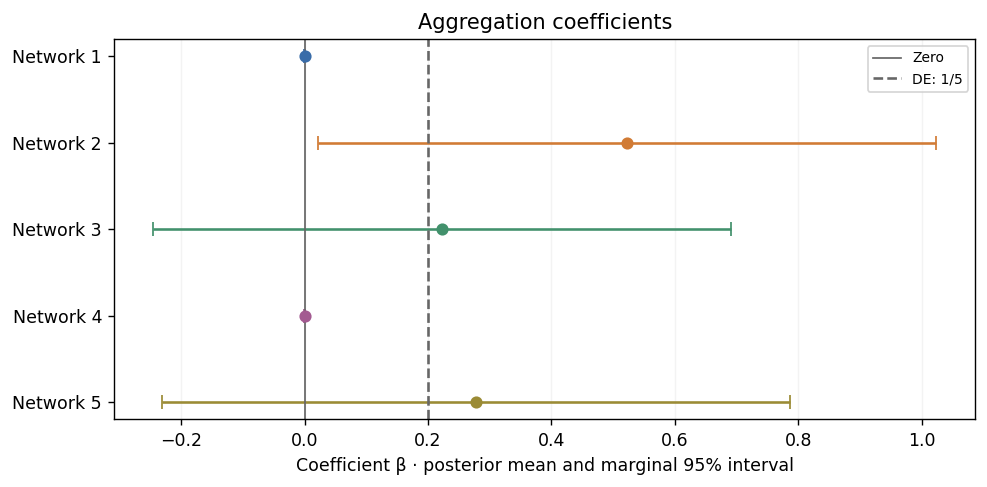 Aggregation coefficients
Zero
DE: 1/5
Network 1
Network 2
Network 3
Network 4
Network 5
−0.2 0.0 0.2 0.4 0.6 0.8 1.0
Coefficient β · posterior mean and marginal 95% interval